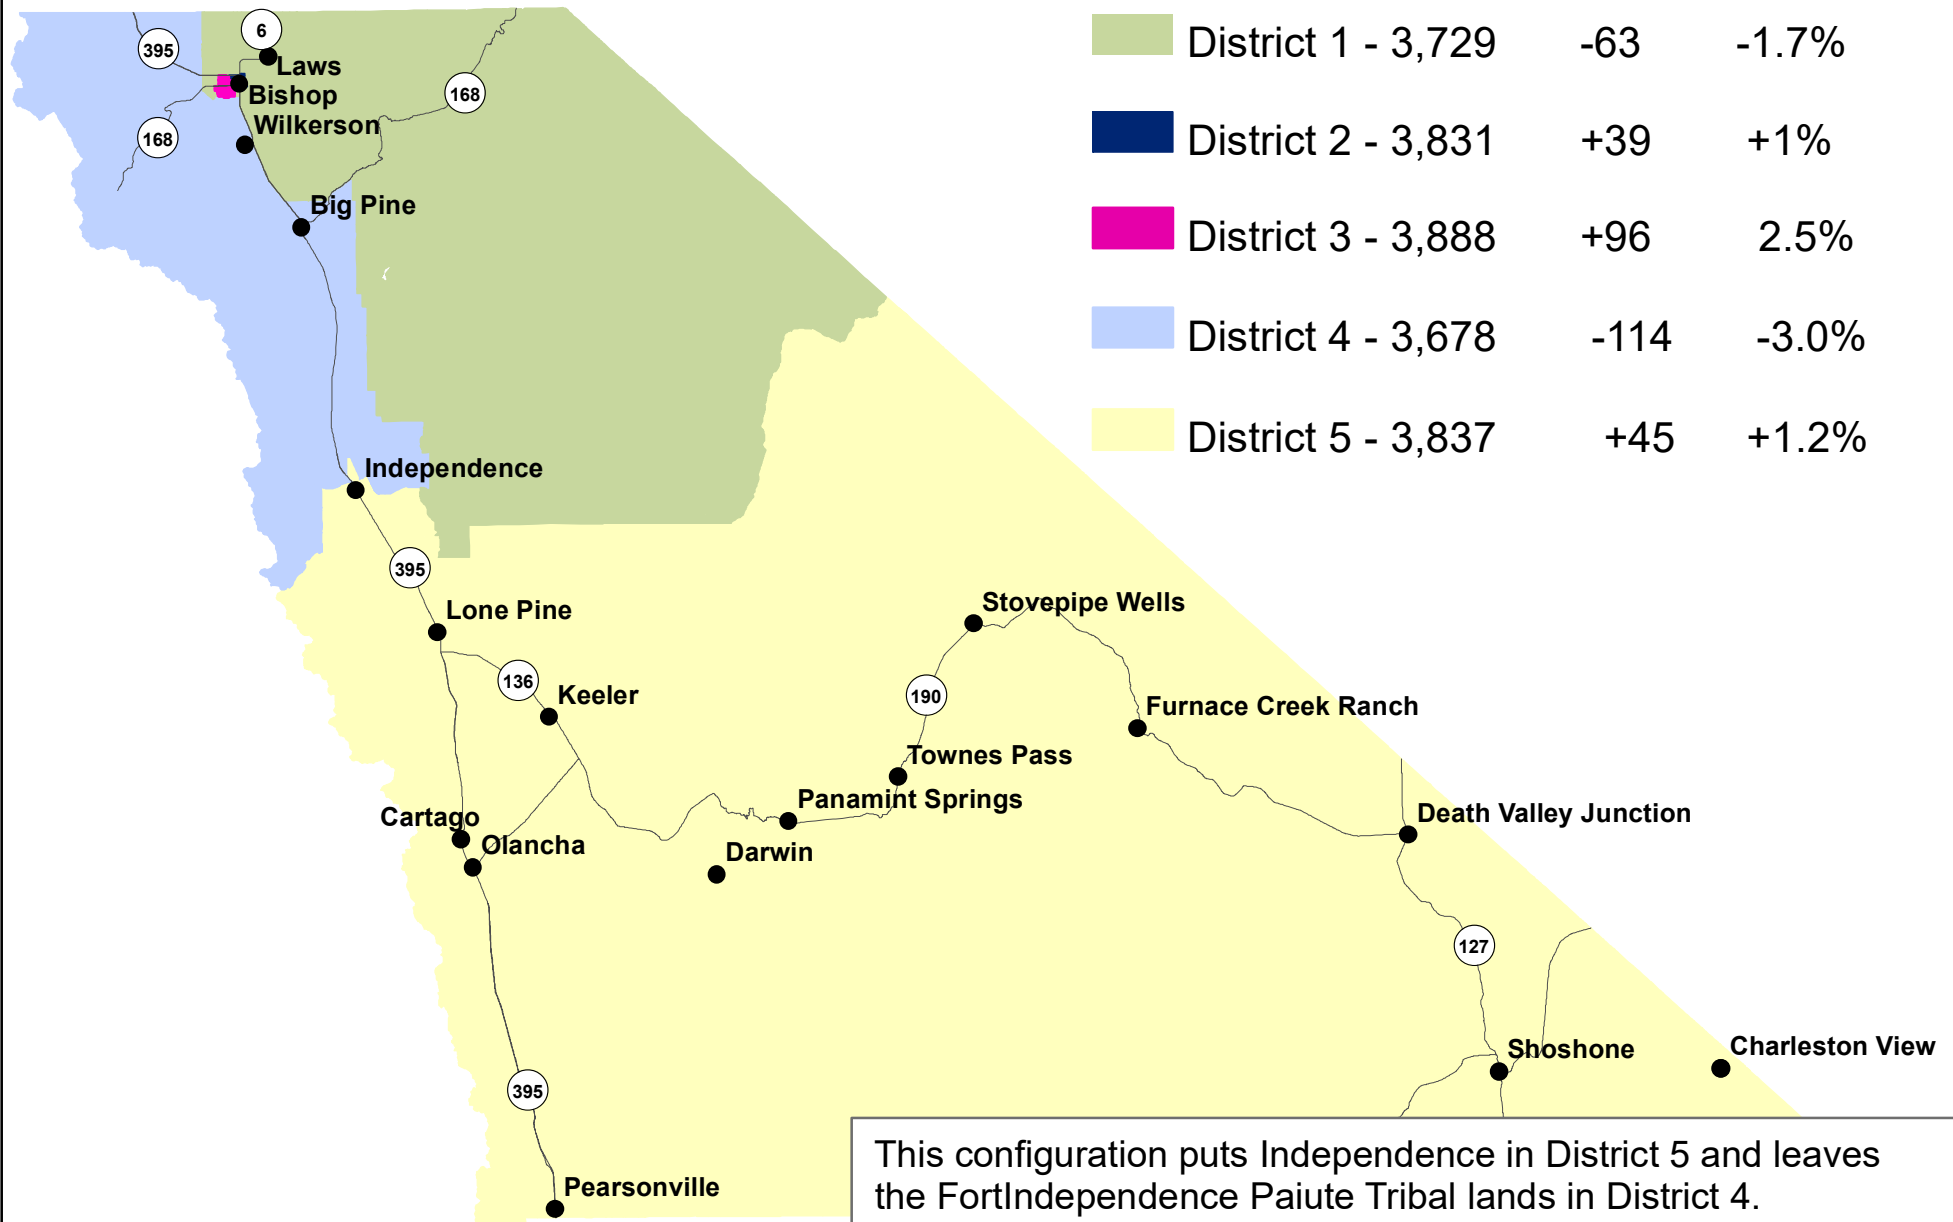 District 1 - 3,729 -63 -1.7%
District 2 - 3,831 +39 +1%
District 3 - 3,888 +96 2.5%
District 4 - 3,678 -114 -3.0%
District 5 - 3,837 +45 +1.2%
6
395
Laws
Bishop
168
Wilkerson
168
Big Pine
Independence
395
Lone Pine
Stovepipe Wells
136
Keeler
190
Furnace Creek Ranch
Townes Pass
Panamint Springs
Cartago
Death Valley Junction
Olancha
Darwin
127
Shoshone
Charleston View
395
Pearsonville
This configuration puts Independence in District 5 and leaves
the FortIndependence Paiute Tribal lands in District 4.